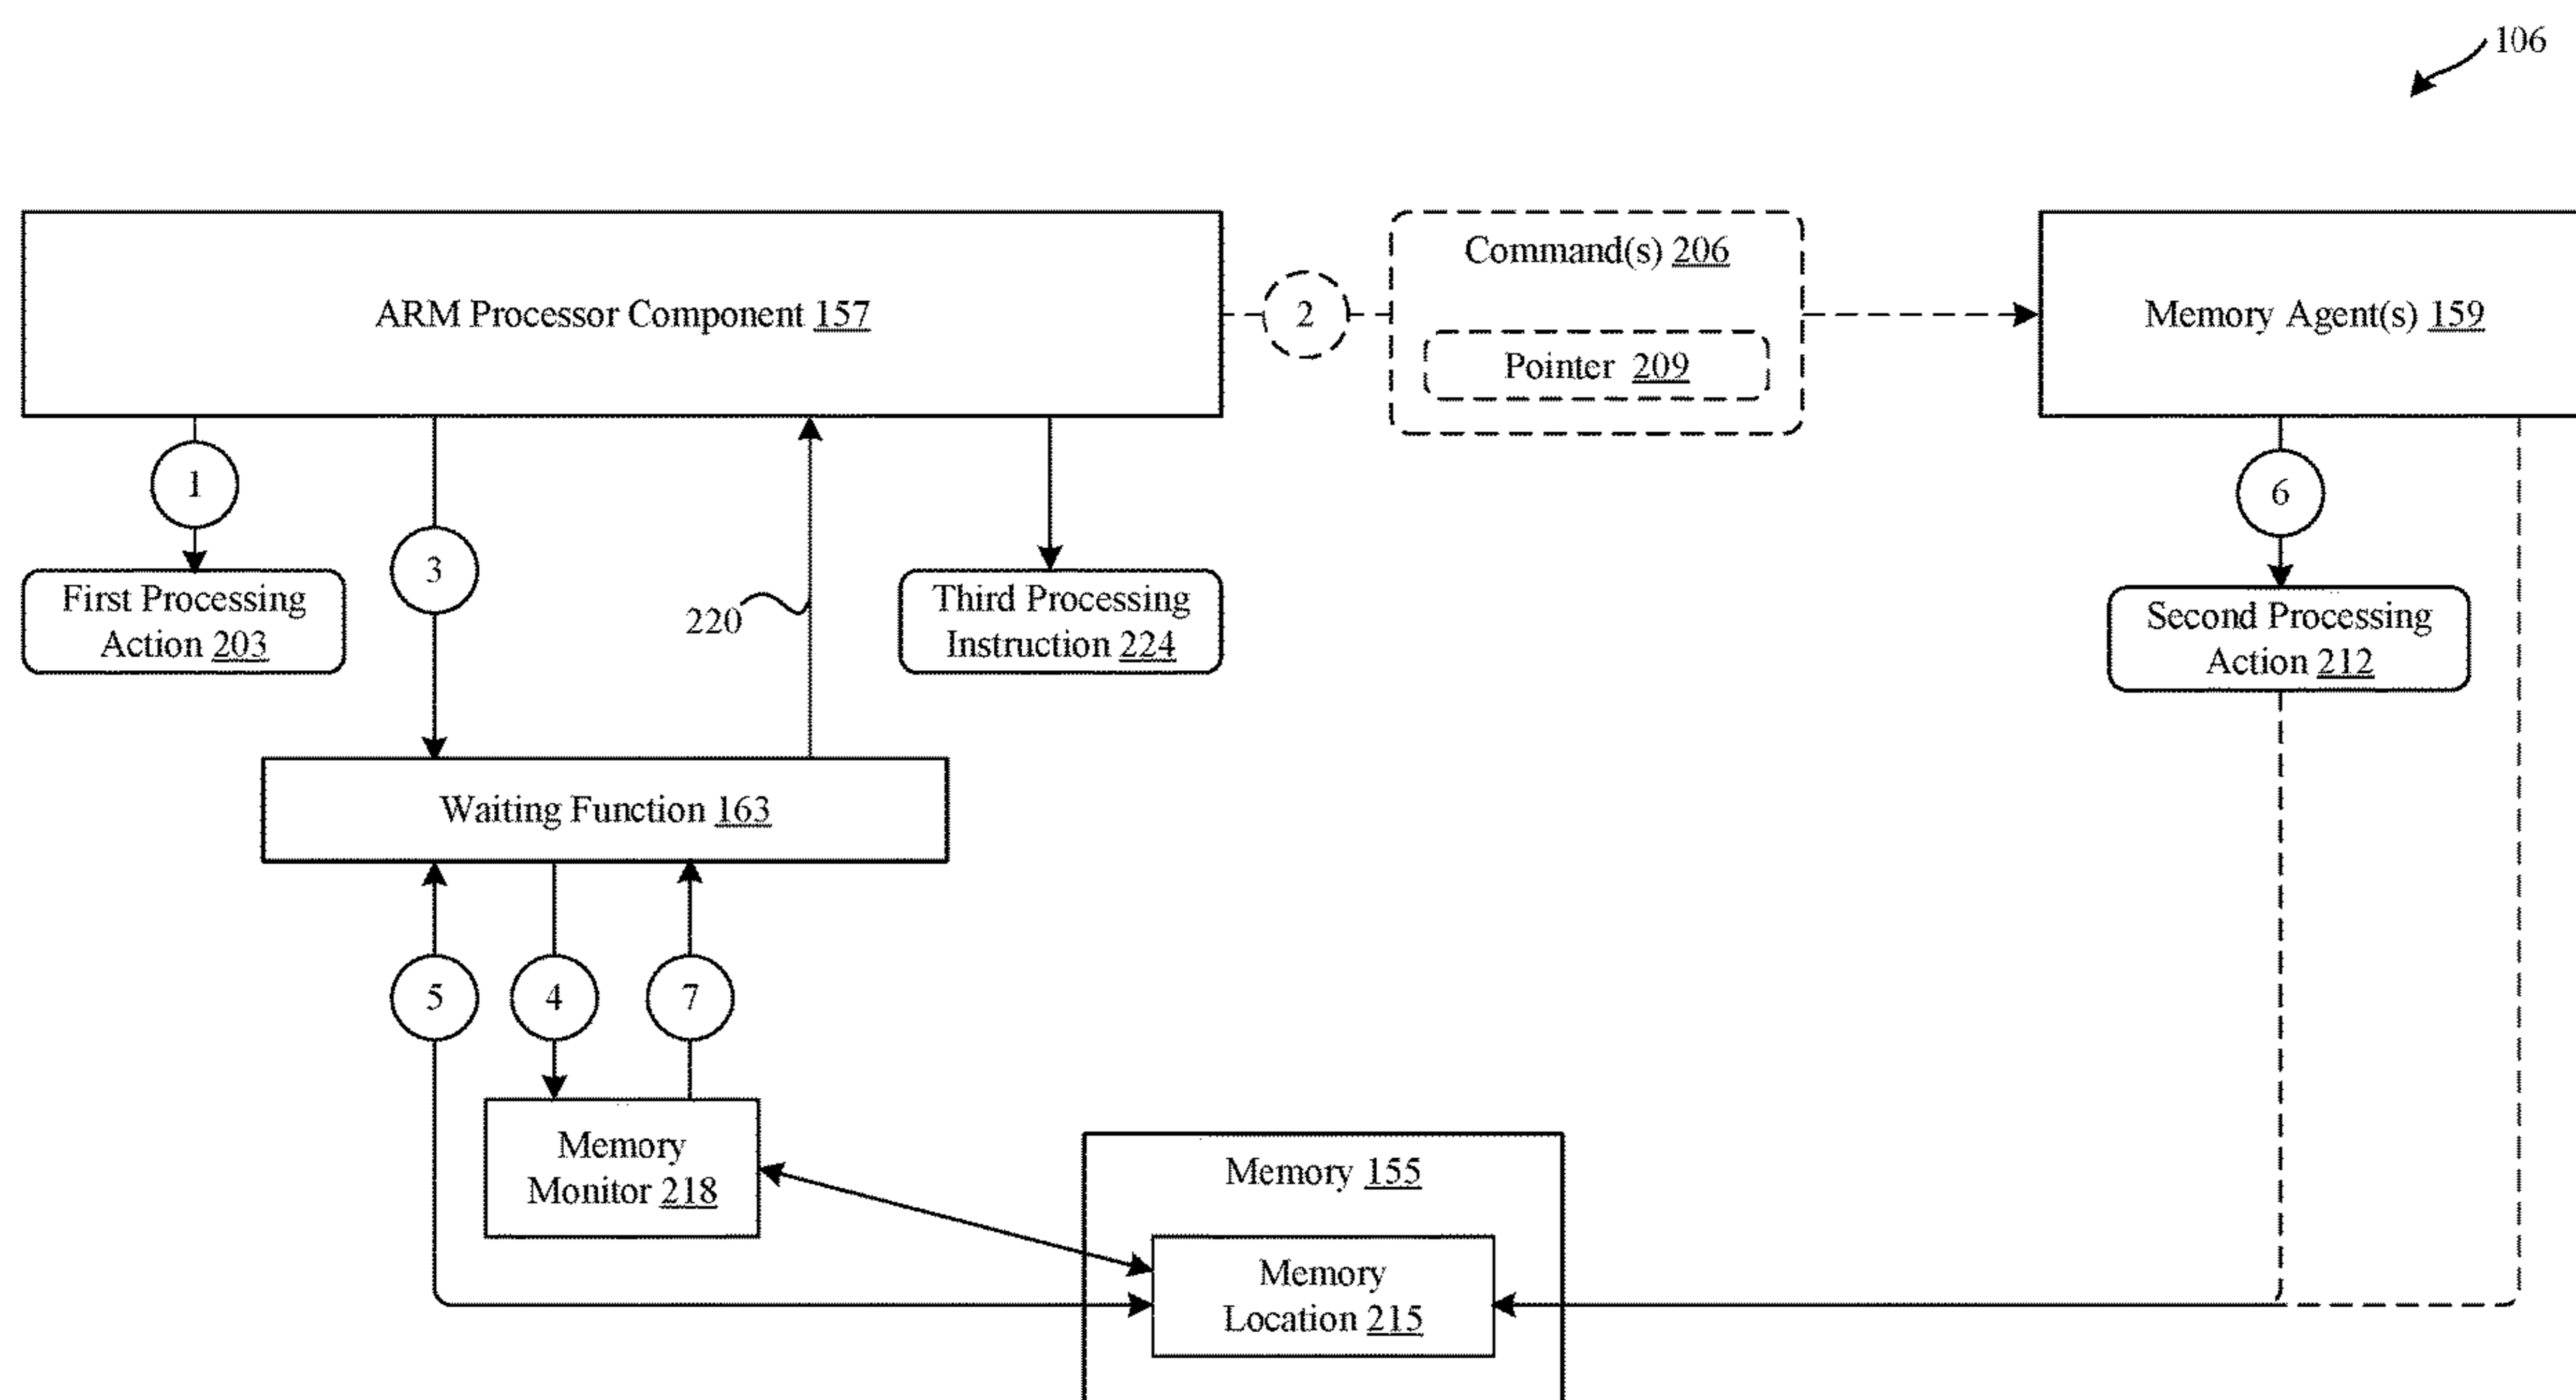 106
Command(s) 206
ARM Processor Component 157
2
Pointer 209
Memory Agent(s) 159
1
3
6
First Processing
Action 203
220
Third Processing
Instruction 224
Second Processing
Action 212
Waiting Function 163
5
4
7
Memory
Monitor 218
Memory 155
Memory
Location 215